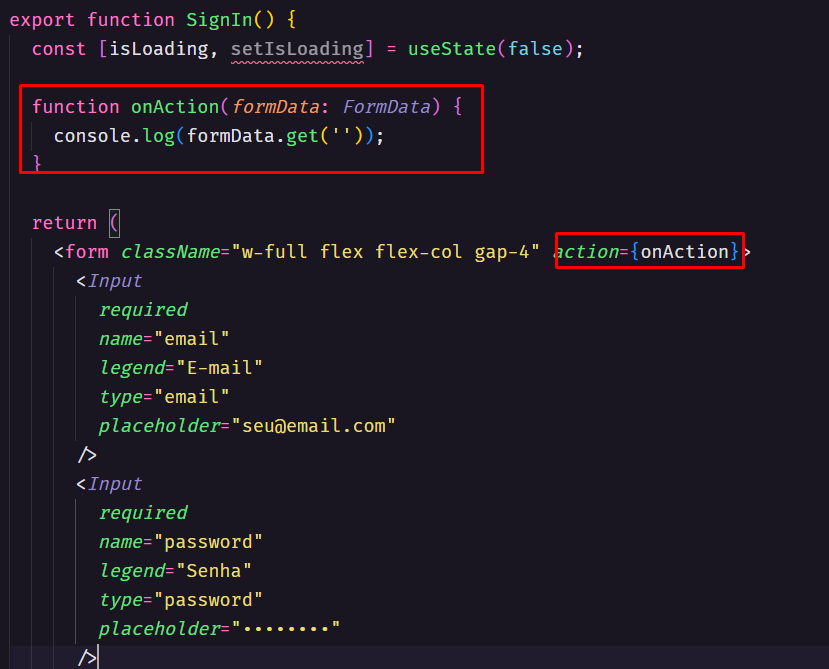 export function SignIn() {
const [isLoading, setIsLoading] = useState(false);
function onAction(formData: FormData) {
console.log(formData.get(''));
}
return (
<form className="w-full flex flex-col gap-4" action={onAction}>
<Input
required
name="email"
legend="E-mail"
type="email"
placeholder="seu@email.com"
/>
<Input
required
name="password"
legend="Senha"
type="password"
placeholder="••••••••"
/>